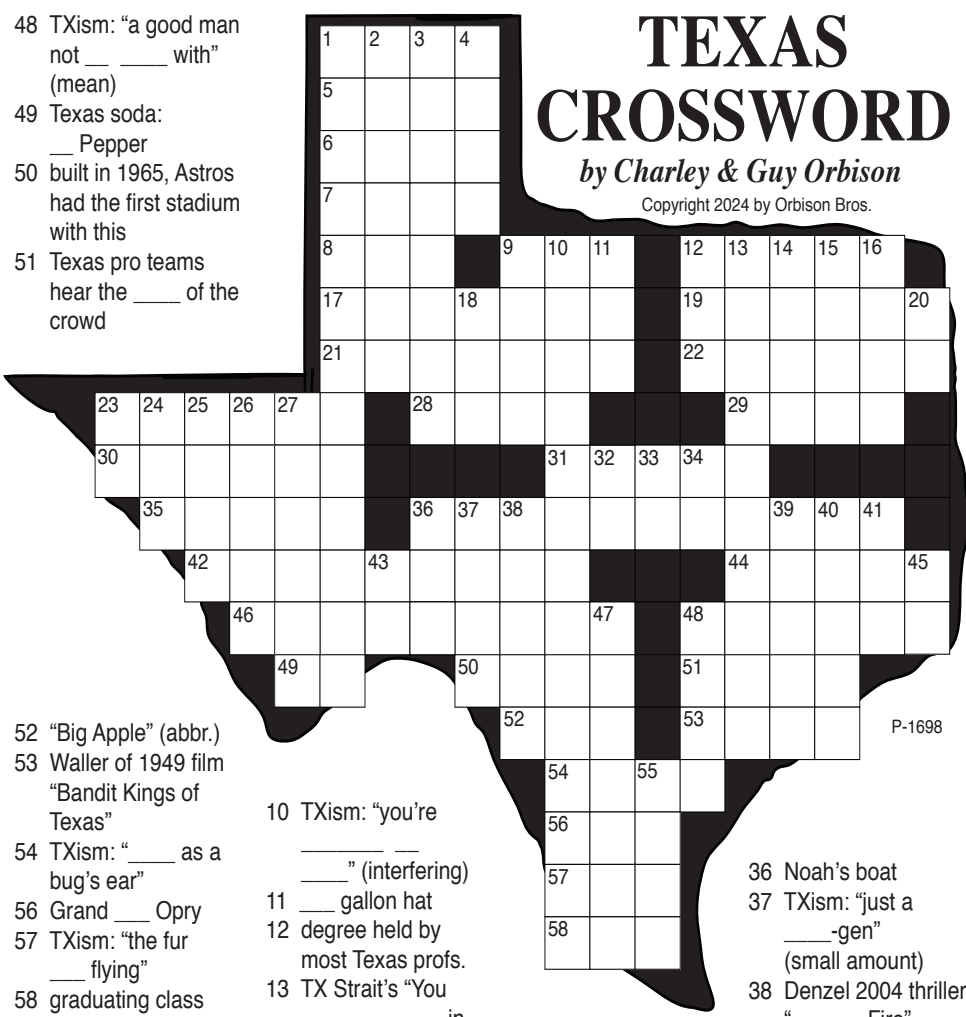 48 TXism: “a good man
not __ ____ with”
(mean)
49 Texas soda:
__ Pepper
50 built in 1965, Astros
had the first stadium
with this
51 Texas pro teams
hear the ____ of the
crowd
TEXAS
CROSSWORD
by Charley & Guy Orbison
Copyright 2024 by Orbison Bros.
1 2 3 4
5
6
7
8 9 10 11 12 13 14 15 16
17 18 19 20
21 22
23 24 25 26 27 28 29
30 31 32 33 34
35 36 37 38 39 40 41
42 43 44 45
46 47 48
49 50 51
52 53
54 55
56
57
58
P-1698
52 “Big Apple” (abbr.)
53 Waller of 1949 film
“Bandit Kings of
Texas”
54 TXism: “____ as a
bug’s ear”
56 Grand ___ Opry
57 TXism: “the fur
___ flying”
58 graduating class
10 TXism: “you’re
_______ __
____” (interfering)
11 ___ gallon hat
12 degree held by
most Texas profs.
13 TX Strait’s “You
in
36 Noah’s boat
37 TXism: “just a
____-gen”
(small amount)
38 Denzel 2004 thriller
Fire”